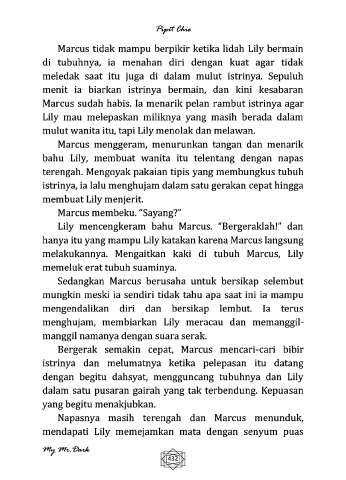 Pipit Chie
Marcus tidak mampu berpikir ketika lidah Lily bermain
di tubuhnya, ia menahan diri dengan kuat agar tidak
meledak saat itu juga di dalam mulut istrinya. Sepuluh
menit ia biarkan istrinya bermain, dan kini kesabaran
Marcus sudah habis. Ia menarik pelan rambut istrinya agar
Lily mau melepaskan miliknya yang masih berada dalam
mulut wanita itu, tapi Lily menolak dan melawan.
Marcus menggeram, menurunkan tangan dan menarik
bahu Lily, membuat wanita itu telentang dengan napas
terengah. Mengoyak pakaian tipis yang membungkus tubuh
istrinya, ia lalu menghujam dalam satu gerakan cepat hingga
membuat Lily menjerit.
Marcus membeku. “Sayang?”
Lily mencengkeram bahu Marcus. “Bergeraklah!” dan
hanya itu yang mampu Lily katakan karena Marcus langsung
melakukannya. Mengaitkan kaki di tubuh Marcus, Lily
memeluk erat tubuh suaminya.
Sedangkan Marcus berusaha untuk bersikap selembut
mungkin meski ia sendiri tidak tahu apa saat ini ia mampu
mengendalikan diri dan bersikap lembut. Ia terus
menghujam, membiarkan Lily meracau dan memanggil-
manggil namanya dengan suara serak.
Bergerak semakin cepat, Marcus mencari-cari bibir
istrinya dan melumatnya ketika pelepasan itu datang
dengan begitu dahsyat, mengguncang tubuhnya dan Lily
dalam satu pusaran gairah yang tak terbendung. Kepuasan
yang begitu menakjubkan.
Napasnya masih terengah dan Marcus menunduk,
mendapati Lily memejamkan mata dengan senyum puas
My Mr. Dark
432